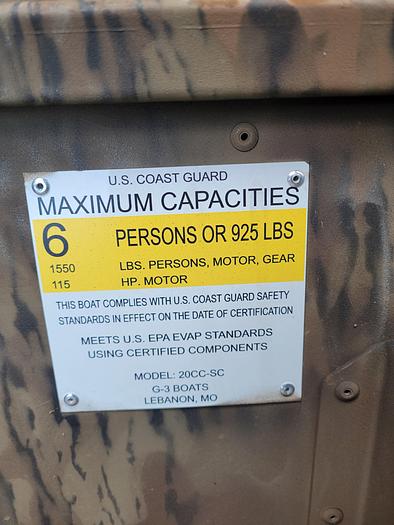 U.S. COAST GUARD
MAXIMUM CAPACITIES
6 PERSONS OR 925 LBS
1550 LBS. PERSONS, MOTOR, GEAR
115 HP. MOTOR
THIS BOAT COMPLIES WITH U.S. COAST GUARD SAFETY
STANDARDS IN EFFECT ON THE DATE OF CERTIFICATION
MEETS U.S. EPA EVAP STANDARDS
USING CERTIFIED COMPONENTS
MODEL: 20CC-SC
G-3 BOATS
LEBANON, MO